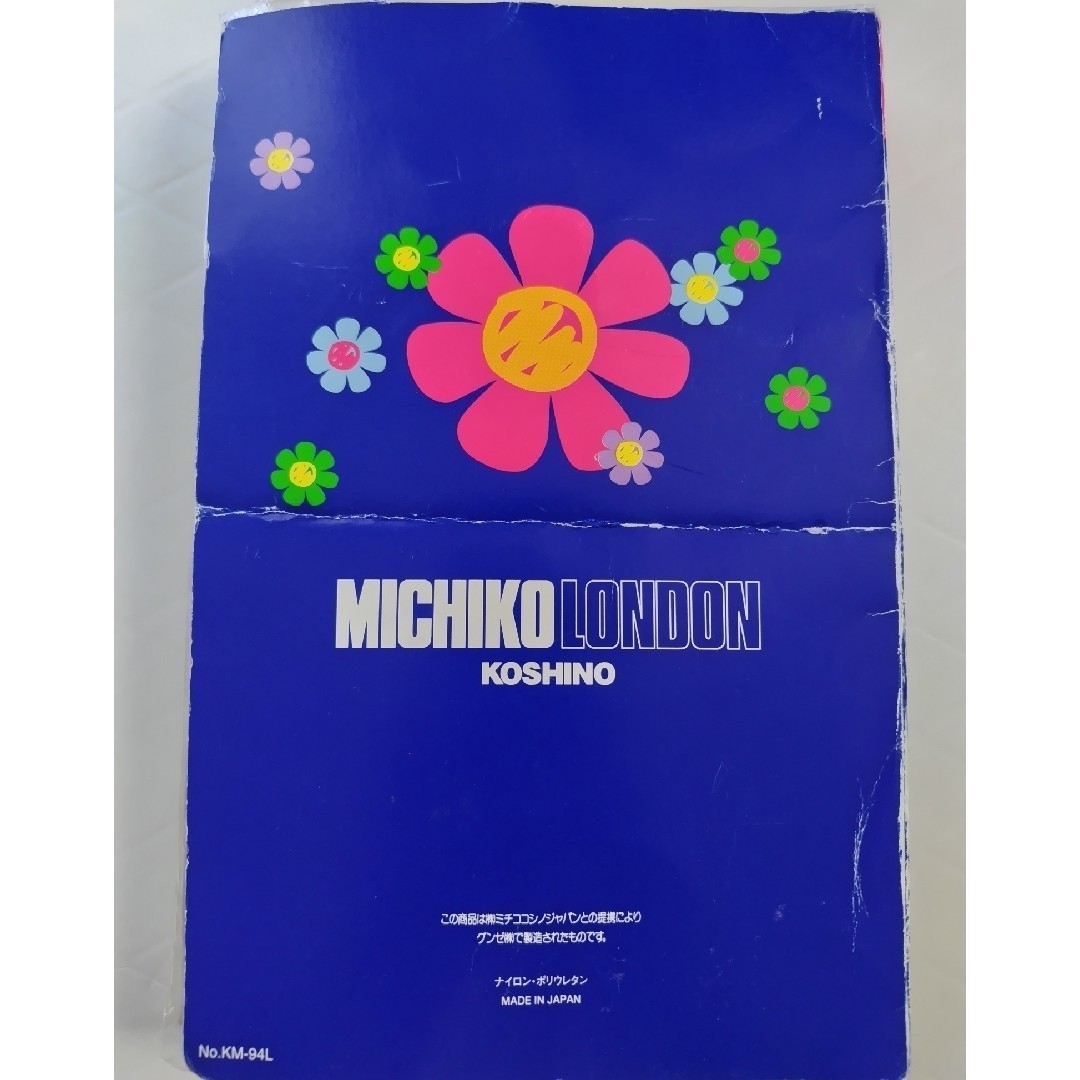 MICHIKO LONDON
KOSHINO
この商品は㈱ミチココシノジャパンとの提携により
グンゼ㈱で製造されたものです。
ナイロン・ポリウレタン
MADE IN JAPAN
No.KM-94L